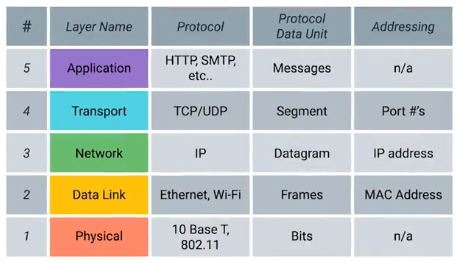 # Layer Name Protocol Protocol Data Unit Addressing
5 Application HTTP, SMTP, etc.. Messages n/a
4 Transport TCP/UDP Segment Port #'s
3 Network IP Datagram IP address
2 Data Link Ethernet, Wi-Fi Frames MAC Address
1 Physical 10 Base T, 802.11 Bits n/a